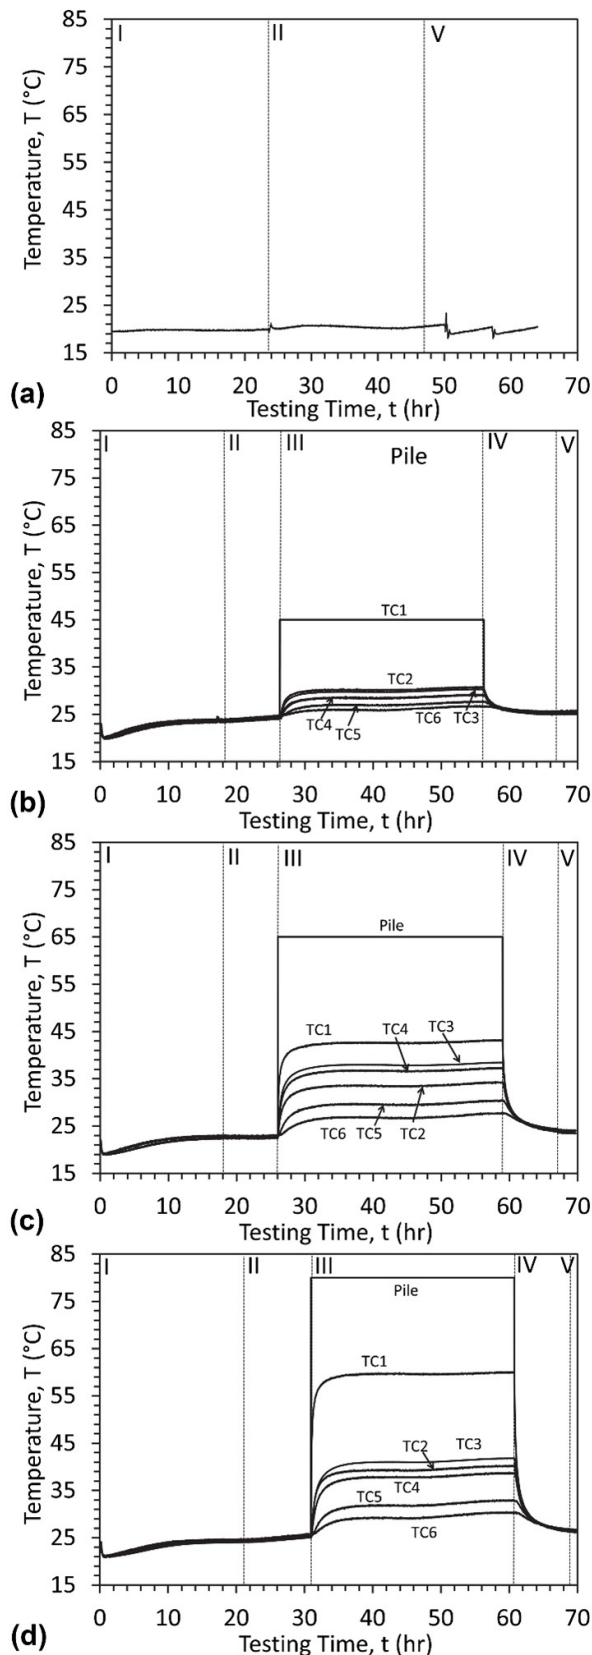 85
I
II
V
75
65
55
45
35
25
15
Temperature, T (°C)
0 10 20 30 40 50 60 70
(a)
Testing Time, t (hr)
85
I
II
III
IV
V
Pile
75
65
55
45
35
25
15
Temperature, T (°C)
TC1
TC2
TC4
TC5
TC6
TC3
0 10 20 30 40 50 60 70
(b)
Testing Time, t (hr)
85
I
II
III
IV
V
75
65
55
45
35
25
15
Temperature, T (°C)
Pile
TC1
TC4
TC3
TC6
TC5
TC2
0 10 20 30 40 50 60 70
(c)
Testing Time, t (hr)
85
I
II
III
IV
V
75
65
55
45
35
25
15
Temperature, T (°C)
Pile
TC1
TC2
TC3
TC4
TC5
TC6
0 10 20 30 40 50 60 70
(d)
Testing Time, t (hr)